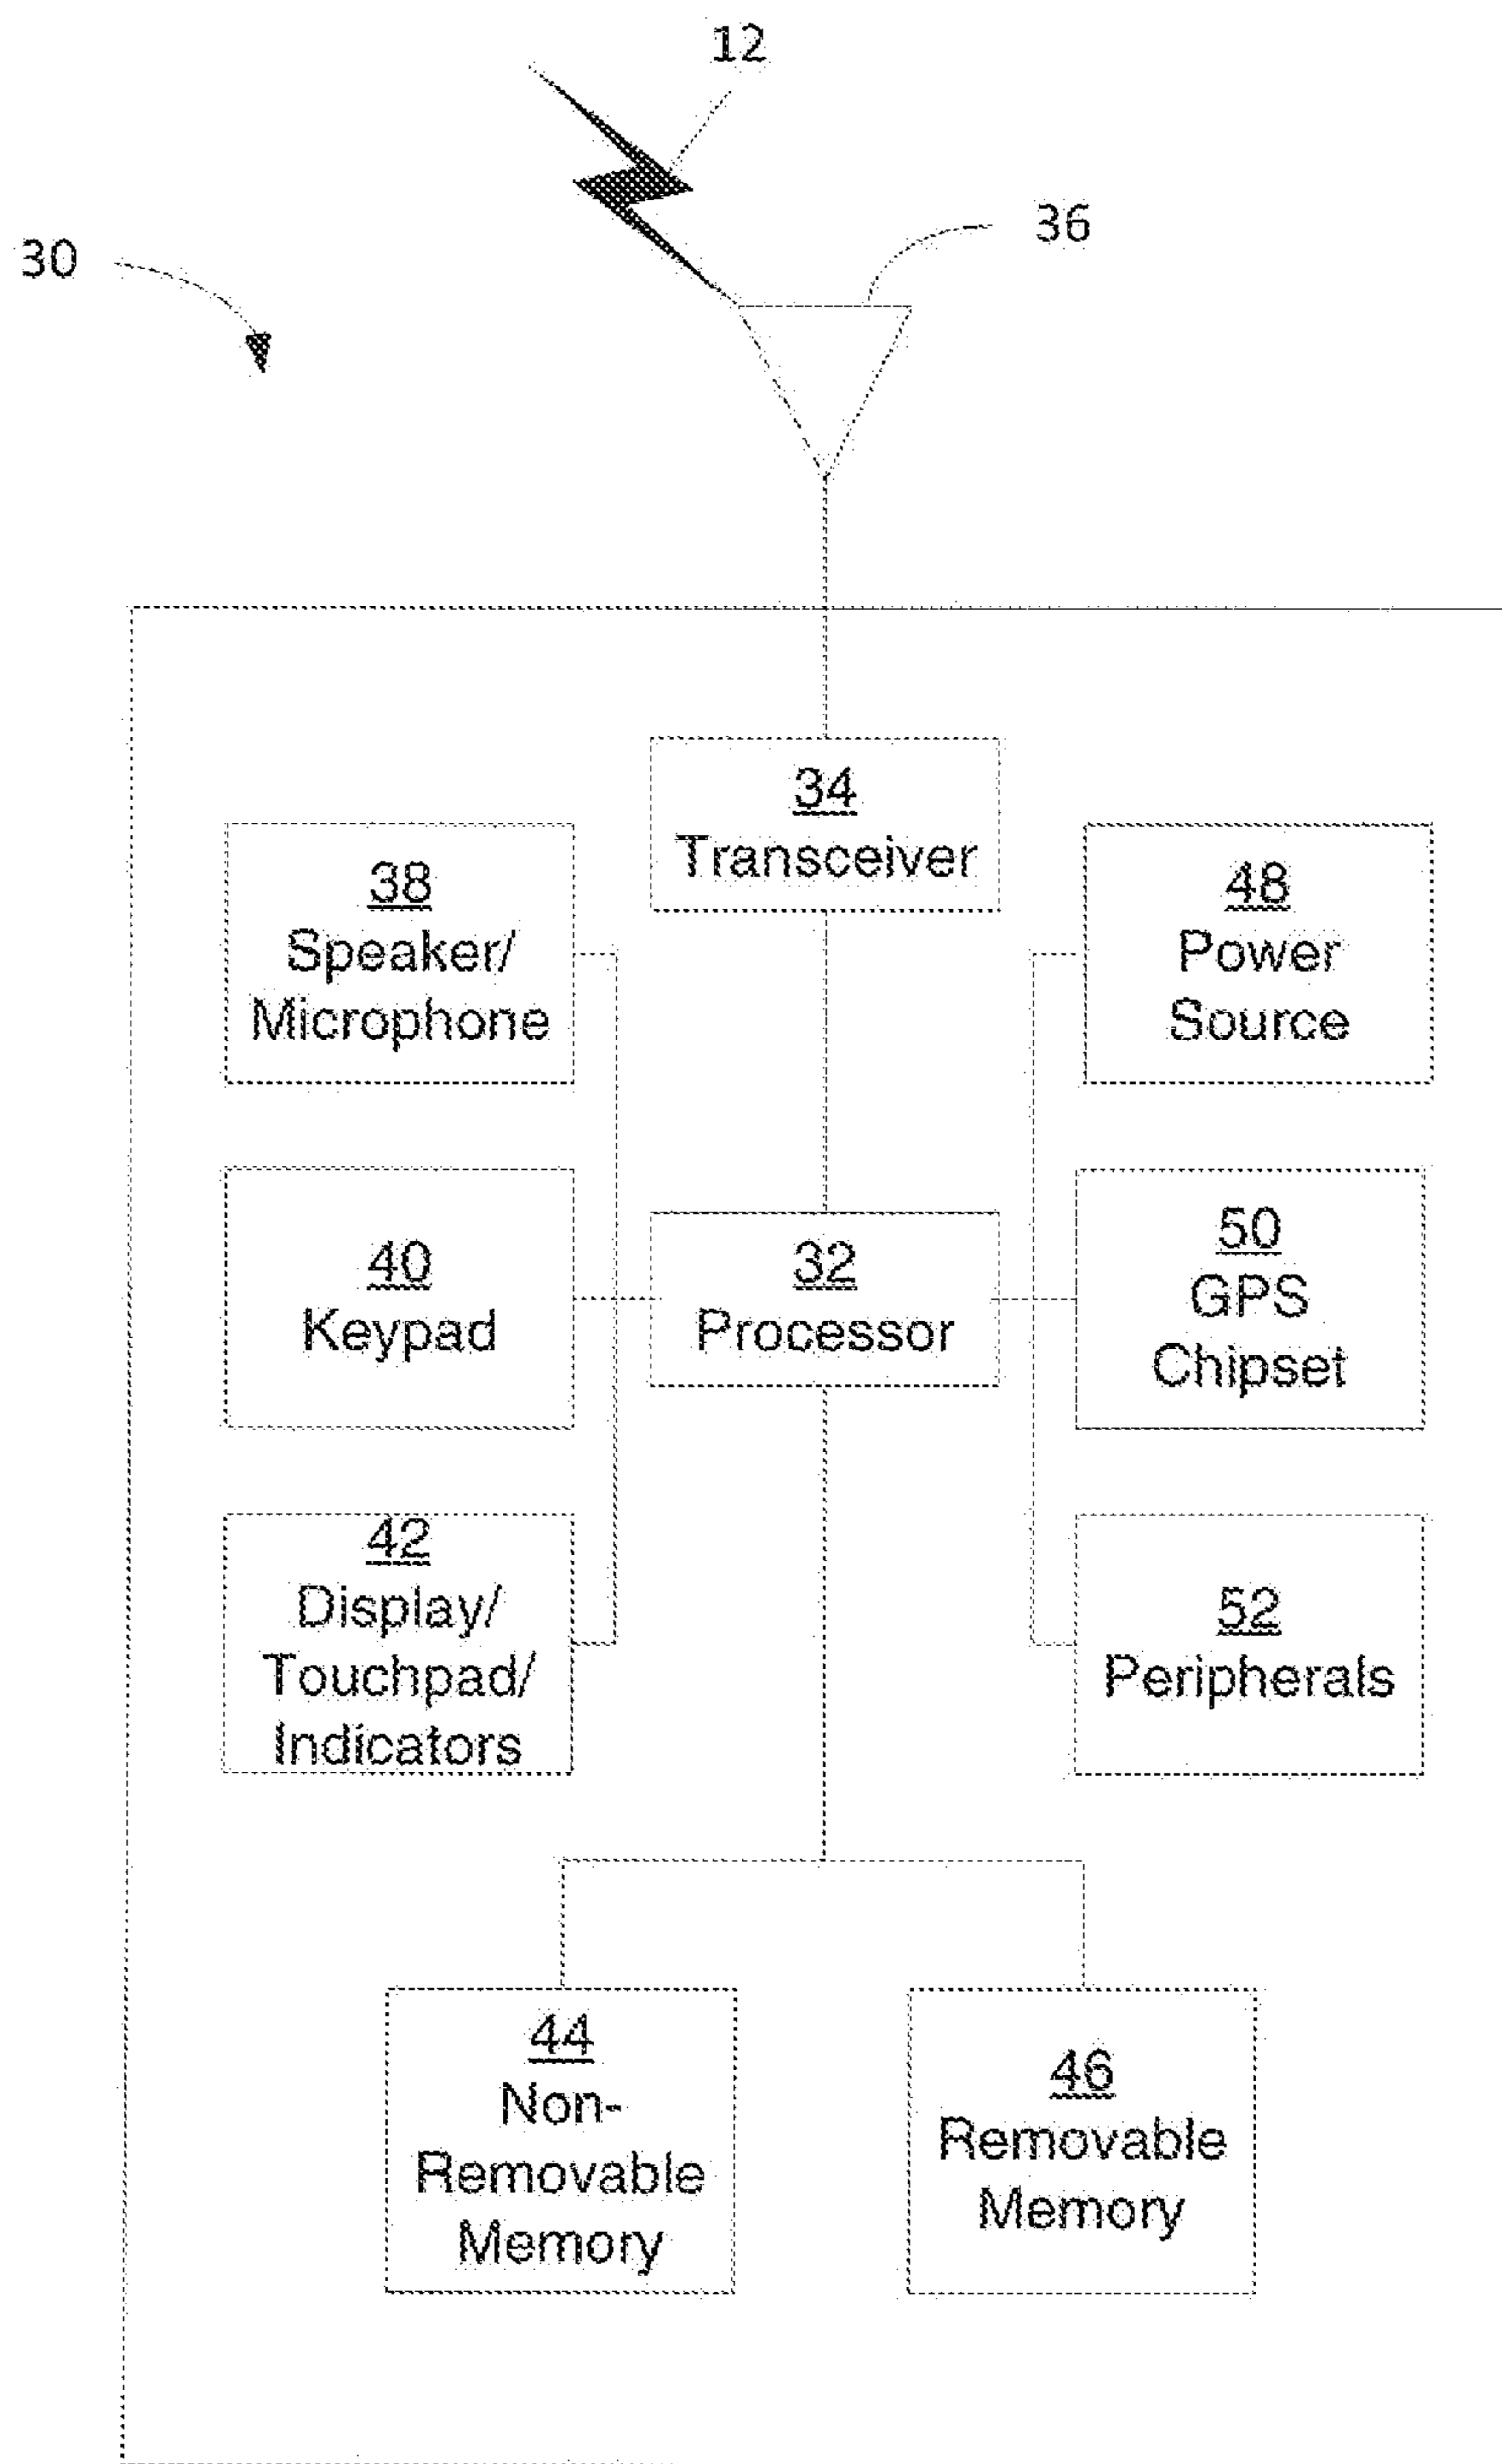 12
36
30
34
Transceiver
38
Speaker/
Microphone
48
Power
Source
40
Keypad
32
Processor
50
GPS
Chipset
42
Display/
Touchpad/
Indicators
52
Peripherals
44
Non-
Removable
Memory
46
Removable
Memory